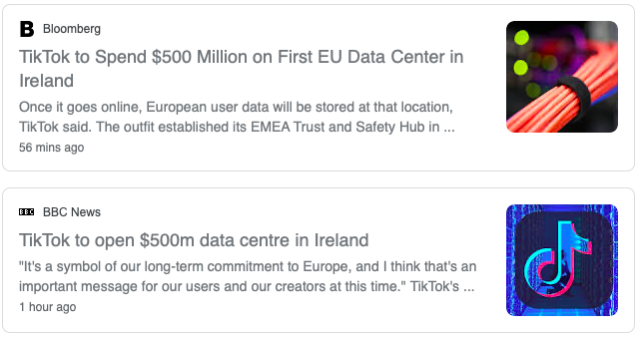 B Bloomberg
TikTok to Spend $500 Million on First EU Data Center in
Ireland
Once it goes online, European user data will be stored at that location,
TikTok said. The outfit established its EMEA Trust and Safety Hub in ...
56 mins ago
BBC BBC News
TikTok to open $500m data centre in Ireland
"It's a symbol of our long-term commitment to Europe, and I think that's an
important message for our users and our creators at this time." TikTok's ...
1 hour ago